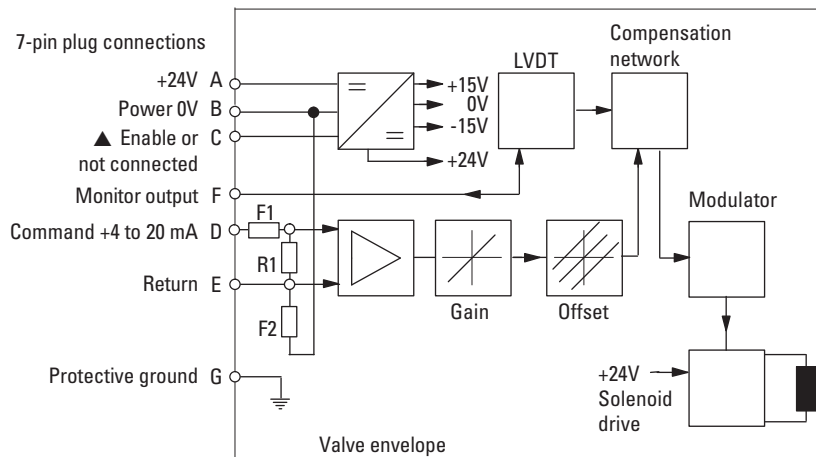 7-pin plug connections
+24V A
Power 0V B
▲ Enable or C
not connected
Monitor output F
Command +4 to 20 mA D
Return E
Protective ground G
+15V
0V
-15V
+24V
LVDT
Compensation
network
Modulator
F1
R1
F2
Gain
Offset
+24V
Solenoid
drive
Valve envelope